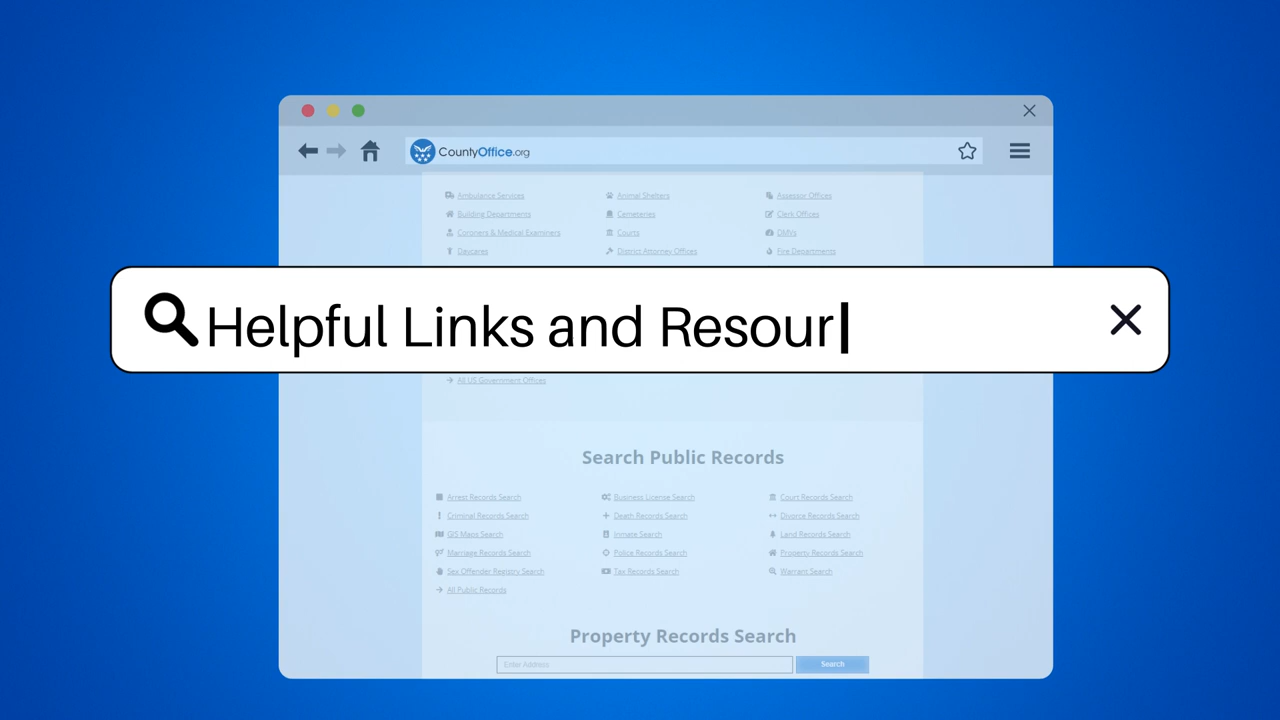 CountyOffice.org
Ambulance Services Animal Shelters Assessor Offices
Building Departments Cemeteries Clerk Offices
Coroners & Medical Examiners Courts DMVs
Daycares District Attorney Offices Fire Departments
Helpful Links and Resour
All US Government Offices
Search Public Records
Arrest Records Search Business License Search Court Records Search
Criminal Records Search Death Records Search Divorce Records Search
GIS Maps Search Inmate Search Land Records Search
Marriage Records Search Police Records Search Property Records Search
Sex Offender Registry Search Tax Records Search Warrant Search
All Public Records
Property Records Search
Enter Address Search